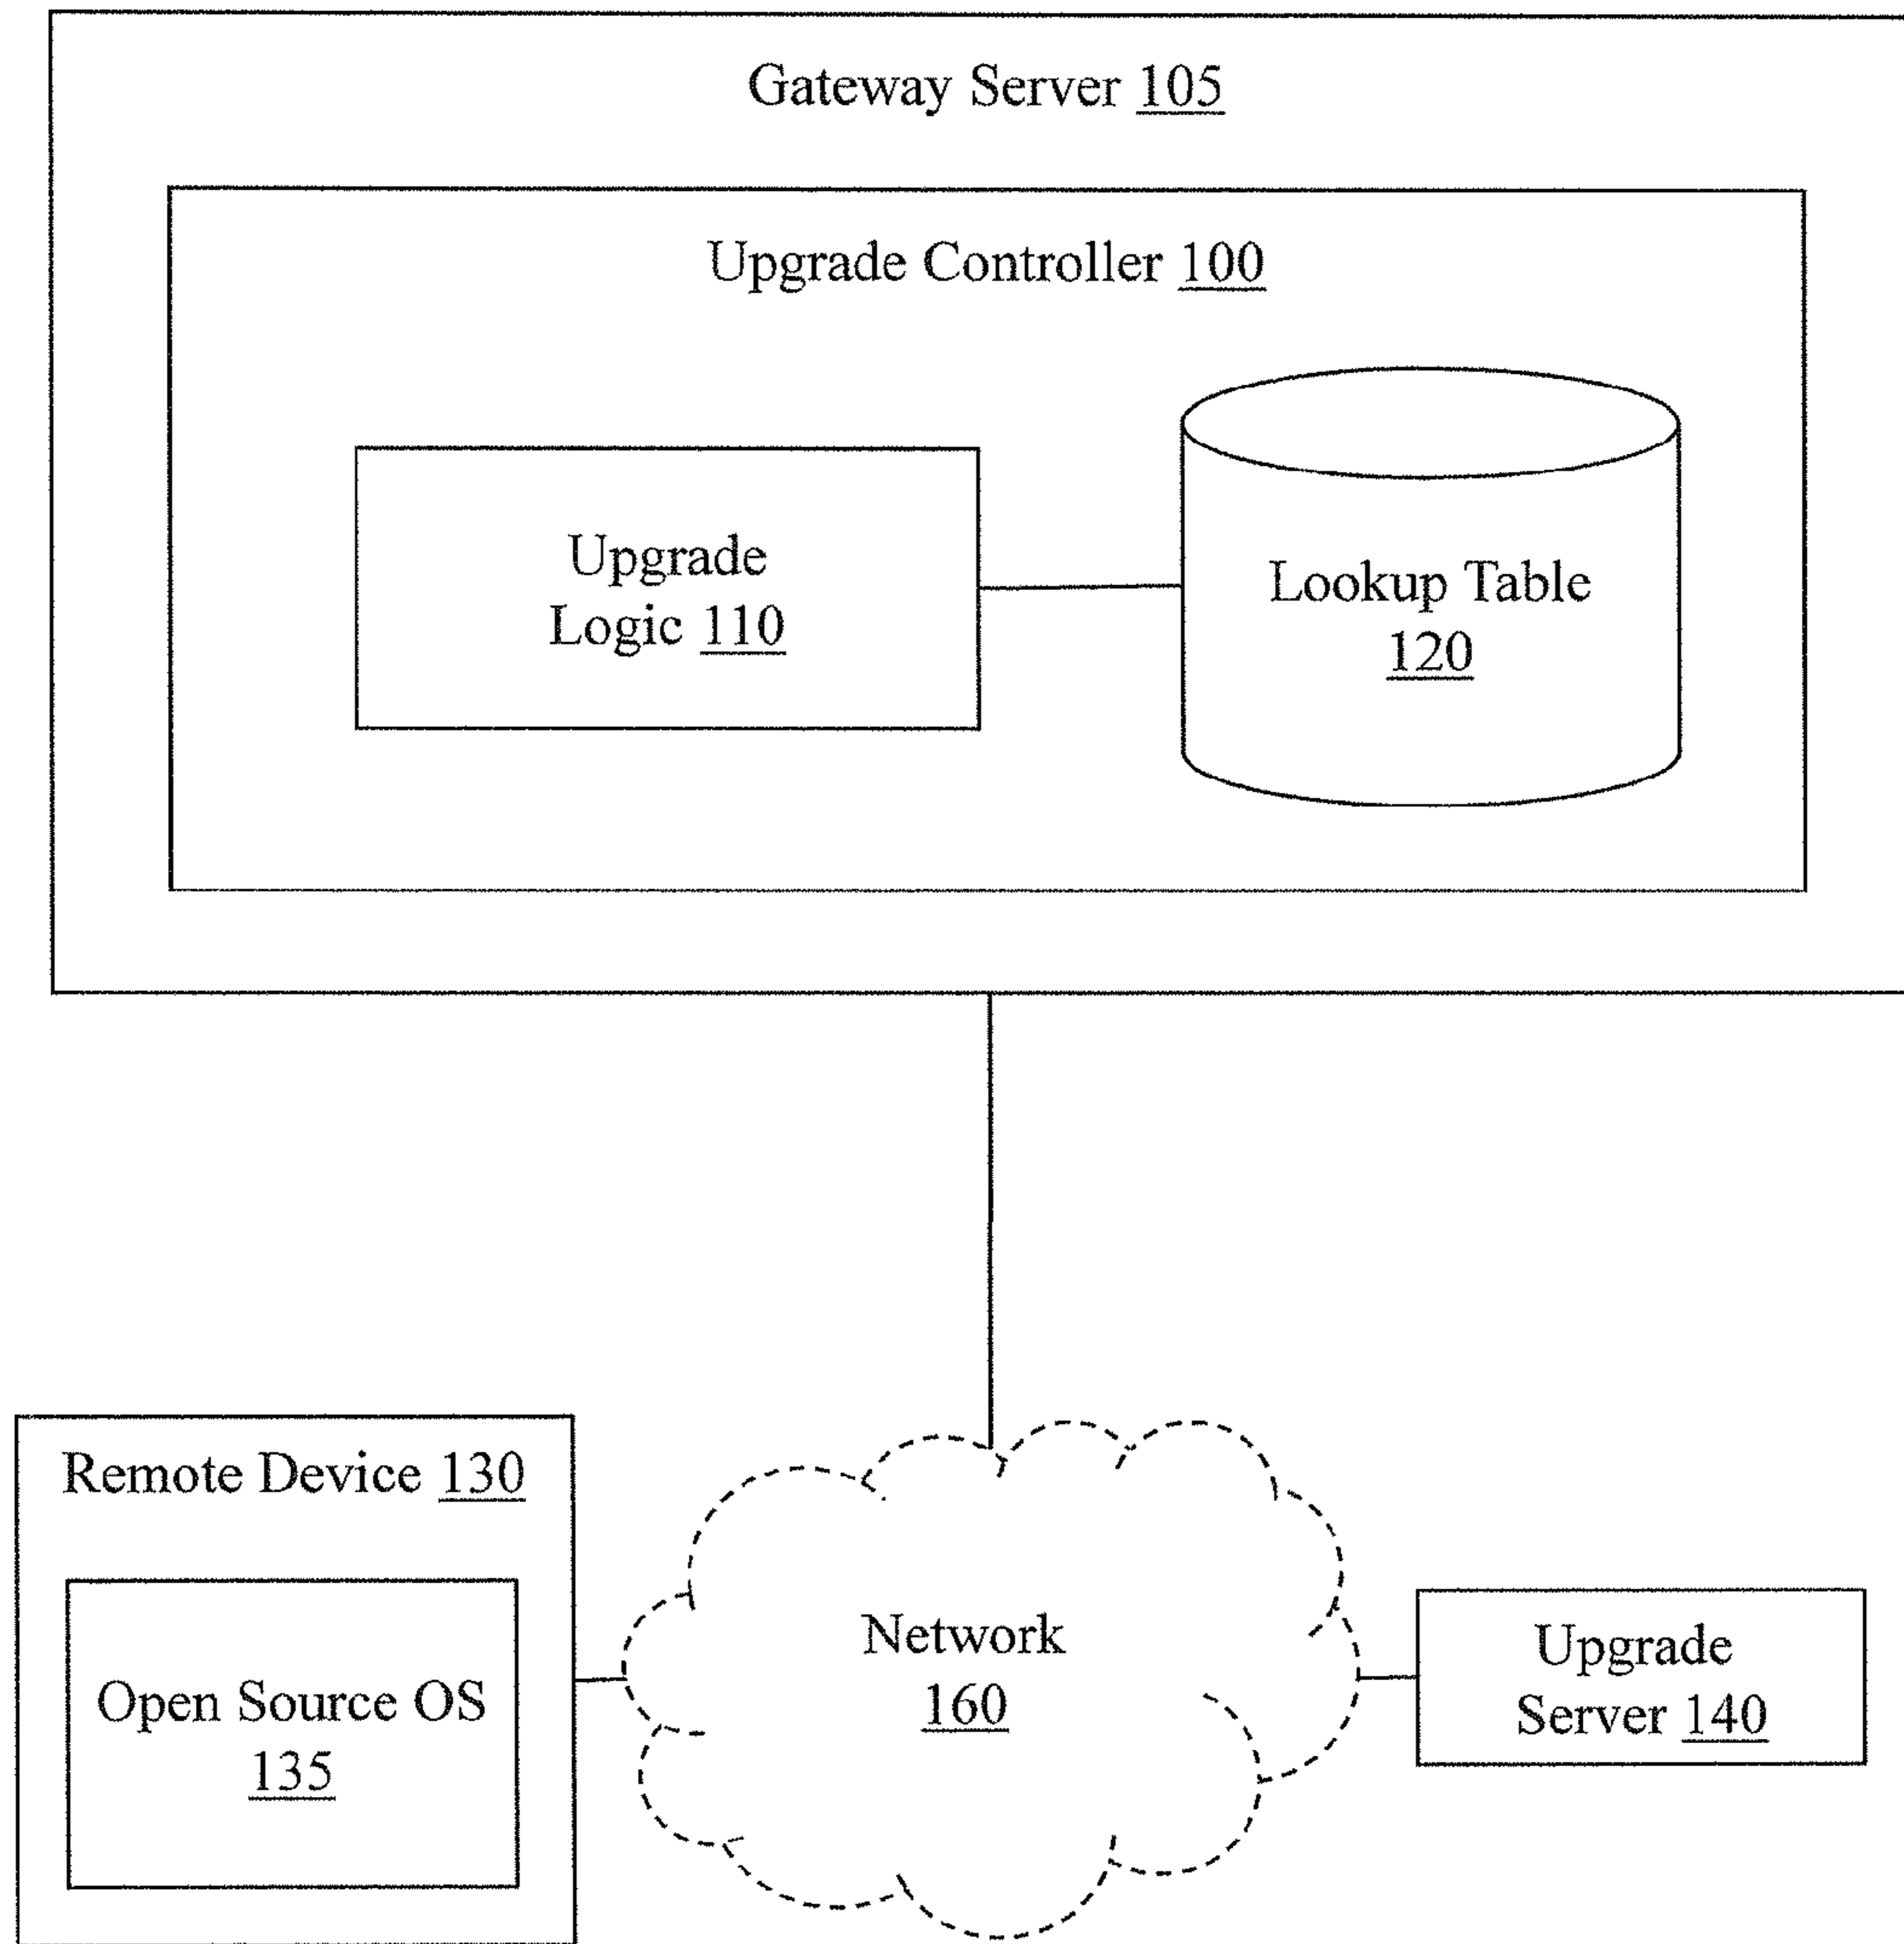 Gateway Server 105
Upgrade Controller 100
Upgrade
Logic 110
Lookup Table
120
Remote Device 130
Open Source OS
135
Network
160
Upgrade
Server 140